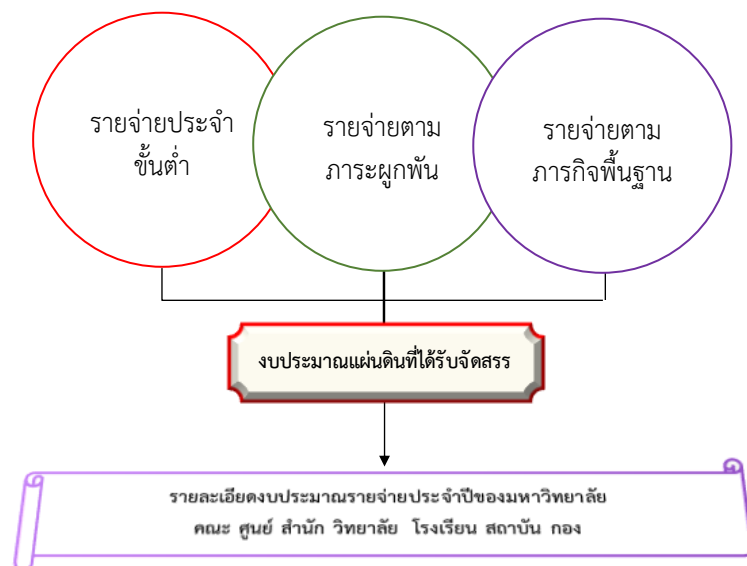 รายจ่ายประจำ
ขั้นต่ำ
รายจ่ายตาม
ภาระผูกพัน
รายจ่ายตาม
ภารกิจพื้นฐาน
งบประมาณแผ่นดินที่ได้รับจัดสรร
รายละเอียดงบประมาณรายจ่ายประจำปีของมหาวิทยาลัย
คณะ ศูนย์ สำนัก วิทยาลัย โรงเรียน สถาบัน กอง